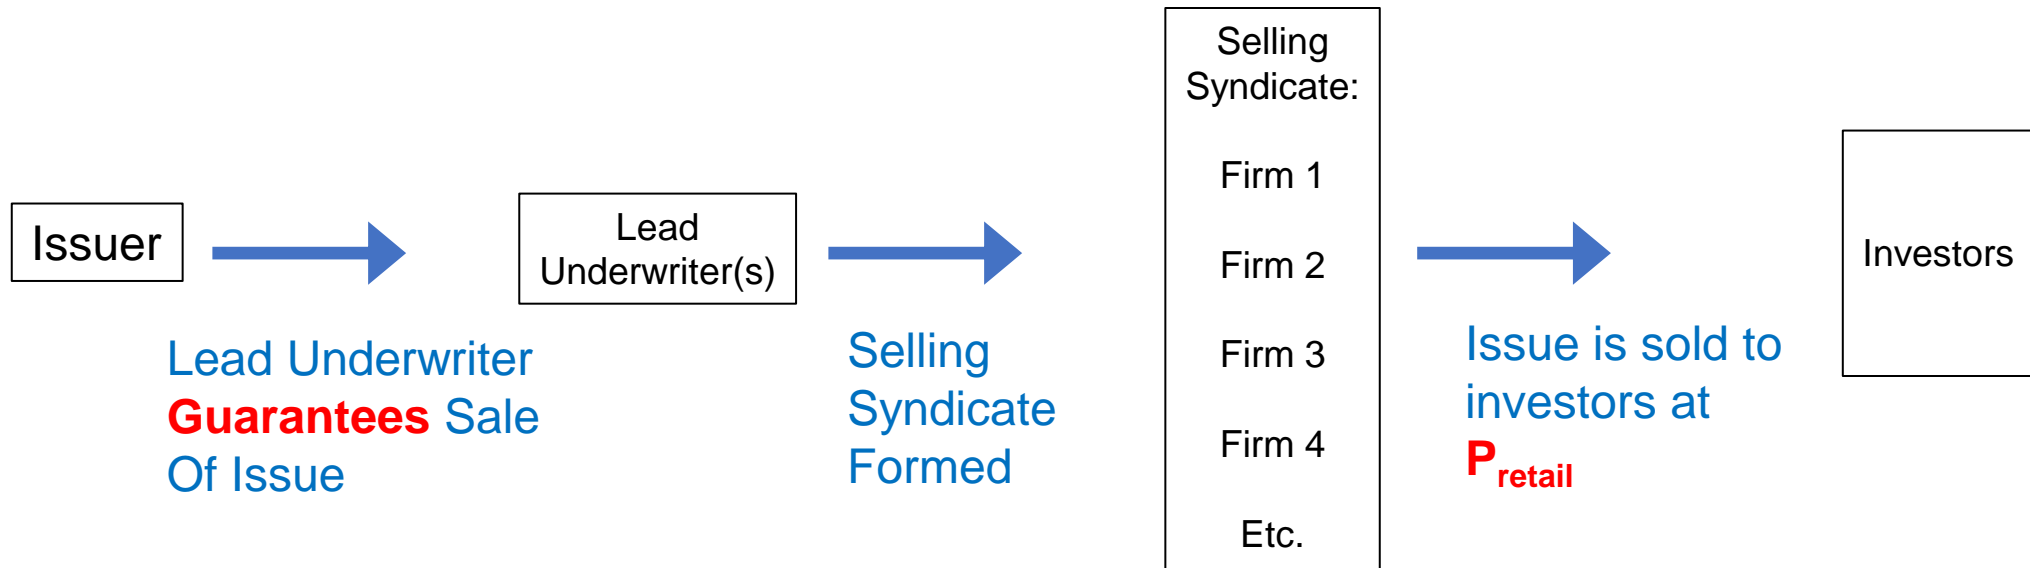 Issuer
Lead Underwriter
Guarantees Sale
Of Issue
Lead
Underwriter(s)
Selling
Syndicate
Formed
Selling
Syndicate:
Firm 1
Firm 2
Firm 3
Firm 4
Etc.
Issue is sold to
investors at
Pretail
Investors